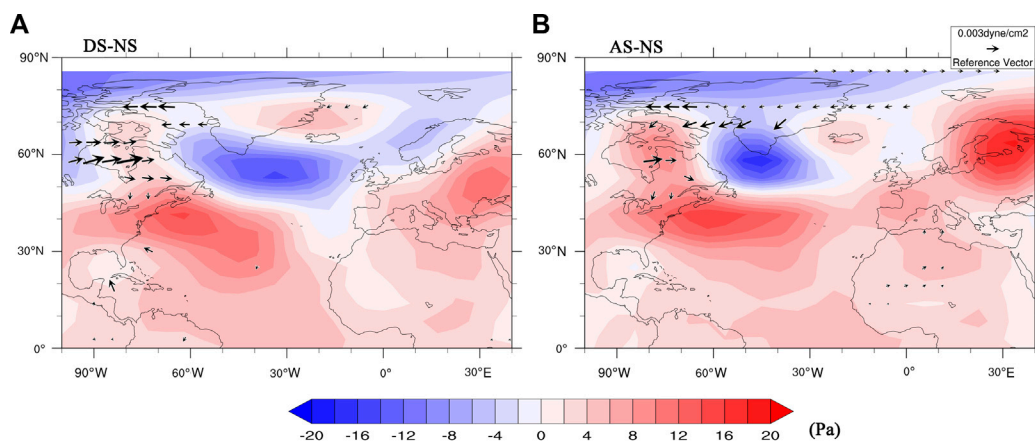 A
DS-NS
B
AS-NS
0.003dyne/cm2
Reference Vector
90°N
60°N
30°N
0°
90°W
60°W
30°W
0°
30°E
90°N
60°N
30°N
0°
90°W
60°W
30°W
0°
30°E
-20
-16
-12
-8
-4
0
4
8
12
16
20
(Pa)